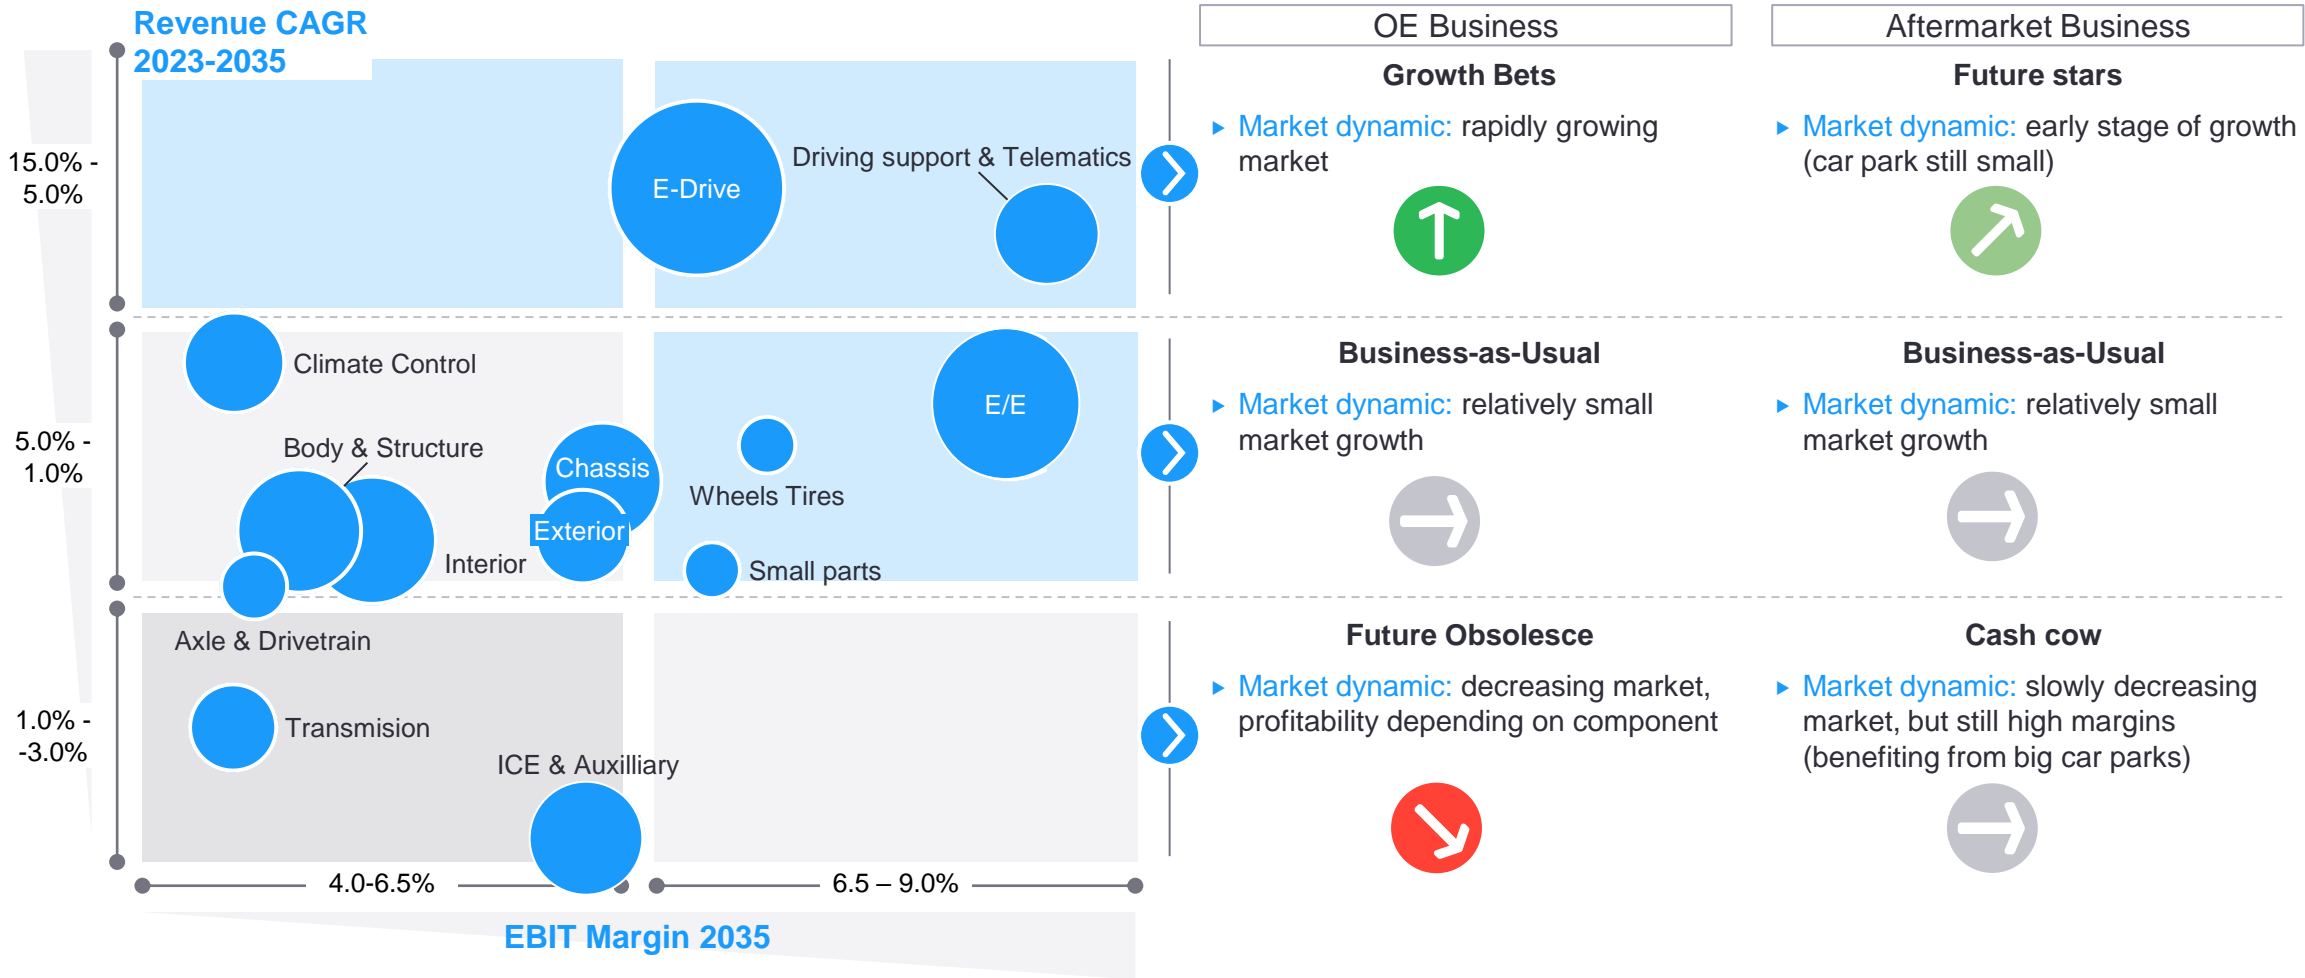 Revenue CAGR
2023-2035
OE Business
Aftermarket Business
15.0% -
5.0%
E-Drive
Driving support & Telematics
Growth Bets
Market dynamic: rapidly growing
market
Future stars
Market dynamic: early stage of growth
(car park still small)
5.0% -
1.0%
Climate Control
Body & Structure
Interior
Chassis
Exterior
E/E
Wheels Tires
Small parts
Business-as-Usual
Market dynamic: relatively small
market growth
Business-as-Usual
Market dynamic: relatively small
market growth
1.0% -
-3.0%
Axle & Drivetrain
Transmision
ICE & Auxilliary
Future Obsolesce
Market dynamic: decreasing market,
profitability depending on component
Cash cow
Market dynamic: slowly decreasing
market, but still high margins
(benefiting from big car parks)
4.0-6.5%
6.5 – 9.0%
EBIT Margin 2035